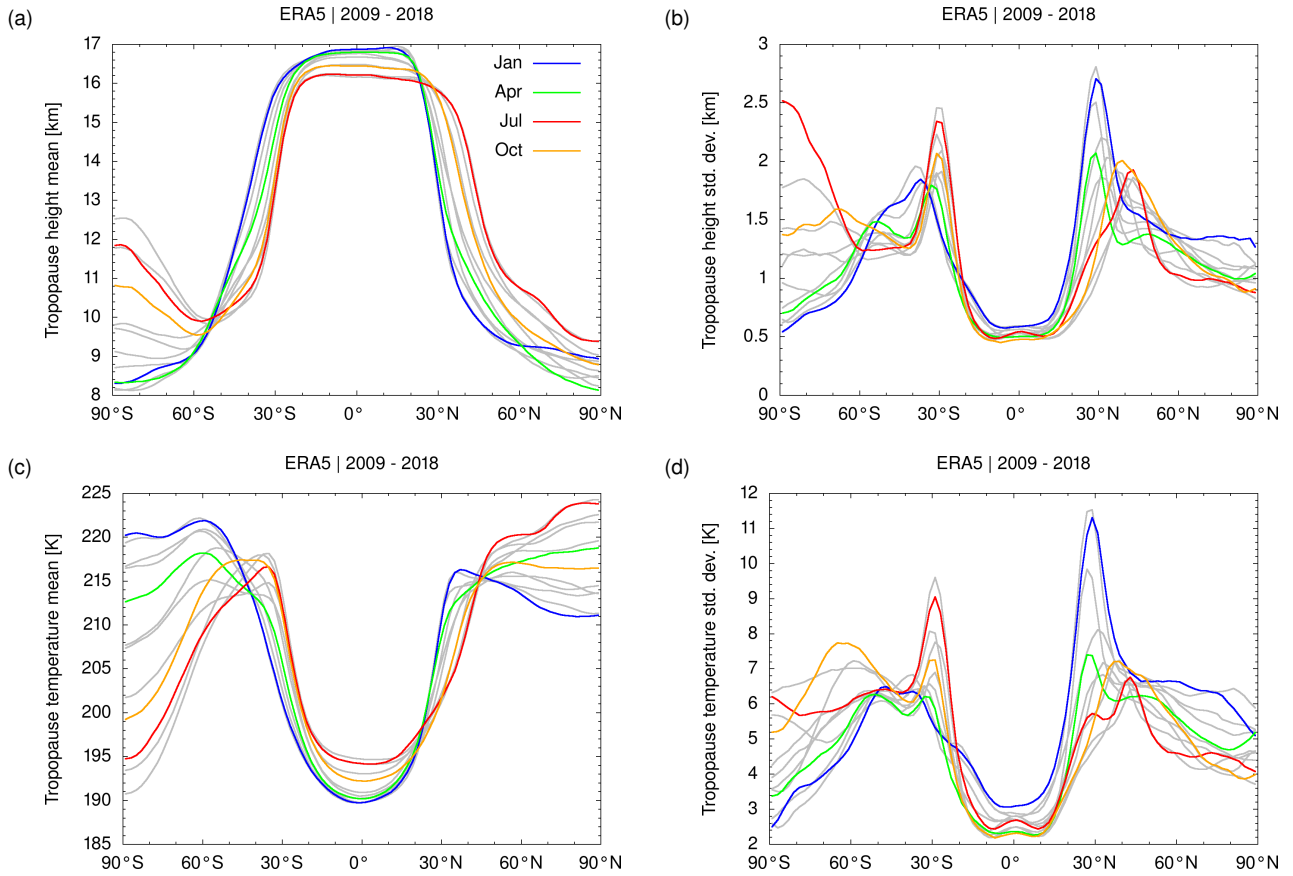 (a)
ERA5 | 2009 - 2018
Tropopause height mean [km]
17
16
15
14
13
12
11
10
9
8
Jan
Apr
Jul
Oct
90°S 60°S 30°S 0° 30°N 60°N 90°N
(b)
ERA5 | 2009 - 2018
Tropopause height std. dev. [km]
3
2.5
2
1.5
1
0.5
0
90°S 60°S 30°S 0° 30°N 60°N 90°N
(c)
ERA5 | 2009 - 2018
Tropopause temperature mean [K]
225
220
215
210
205
200
195
190
185
90°S 60°S 30°S 0° 30°N 60°N 90°N
(d)
ERA5 | 2009 - 2018
Tropopause temperature std. dev. [K]
12
11
10
9
8
7
6
5
4
3
2
90°S 60°S 30°S 0° 30°N 60°N 90°N